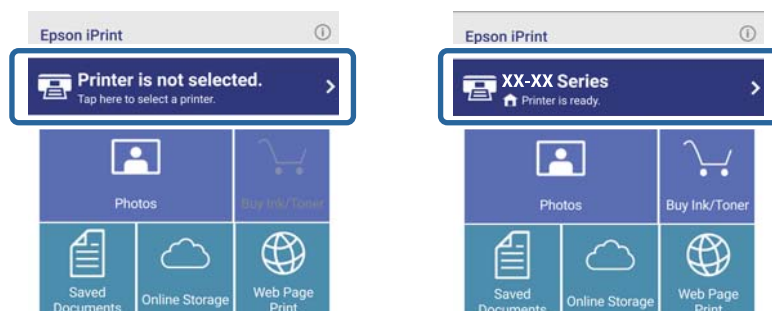 Epson iPrint
Printer is not selected.
Tap here to select a printer.
Photos
Buy Ink/Toner
Saved
Documents
Online Storage
Web Page
Print
Epson iPrint
XX-XX Series
Printer is ready.
Photos
Buy Ink/Toner
Saved
Documents
Online Storage
Web Page
Print